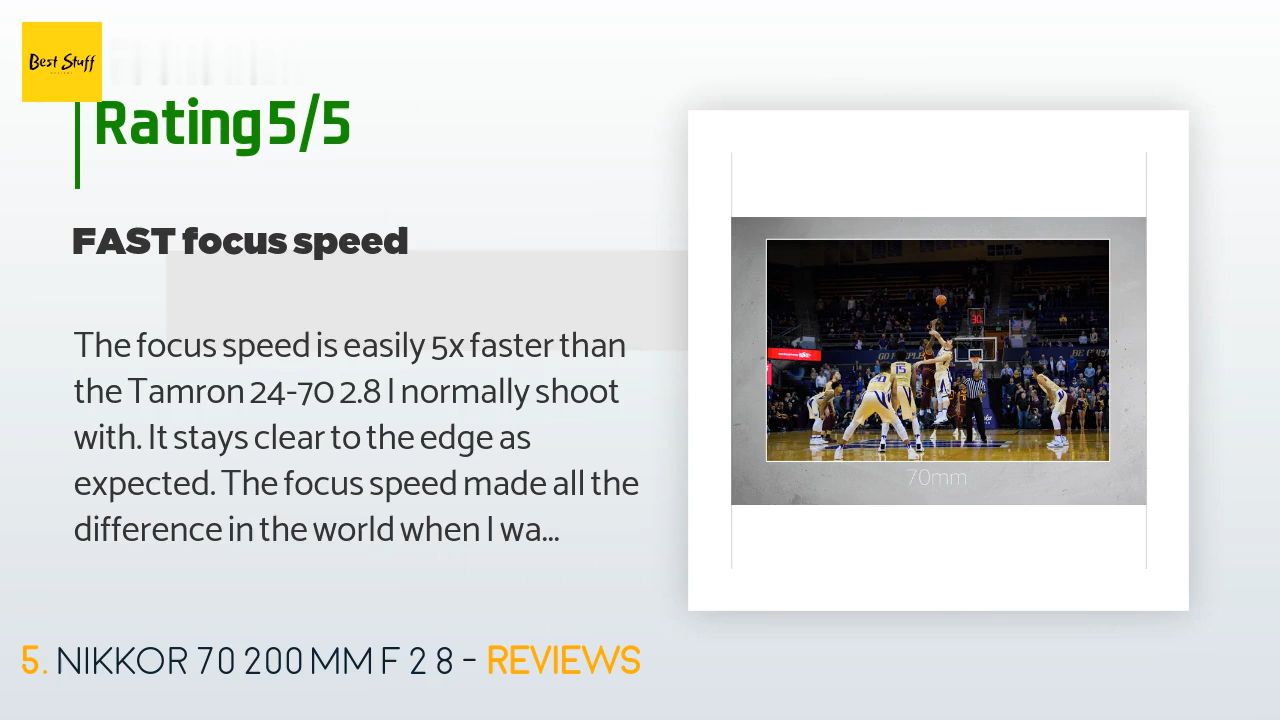 Best Stuff
Rating 5/5
FAST focus speed
The focus speed is easily 5x faster than
the Tamron 24-70 2.8 I normally shoot
with. It stays clear to the edge as
expected. The focus speed made all the
difference in the world when I wa...
30
15
70mm
5. NIKKOR 70 200 MM F 2 8 - REVIEWS